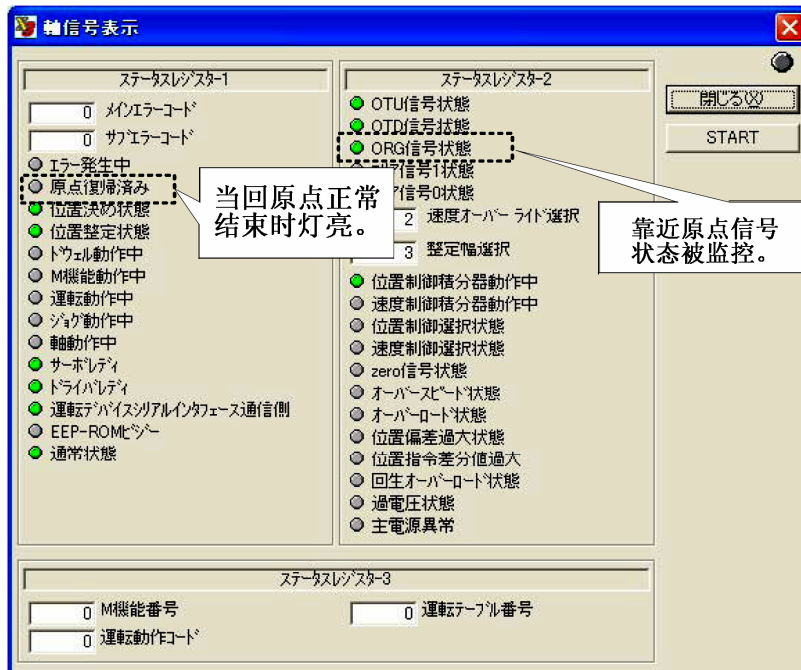 軸信号表示
ステータスレジスター1
0 メインエラーコード
0 サブエラーコード
エラー発生中
原点復帰済み
位置決め状態
位置整定状態
ドウェル動作中
M機能動作中
運転動作中
ジョグ動作中
軸動作中
サーボレディ
ドライバレディ
運転デバイスシリアルインタフェース通信側
EEP-ROMビジー
通常状態
当回原点正常
结束时灯亮。
ステータスレジスター2
OTU信号状態
OTD信号状態
ORG信号状態
信号1状態
信号0状態
2 速度オーバーライド選択
3 整定幅選択
位置制御積分器動作中
速度制御積分器動作中
位置制御選択状態
速度制御選択状態
zero信号状態
オーバースピード状態
オーバーロード状態
位置偏差過大状態
位置指令差分値過大
回生オーバーロード状態
過電圧状態
主電源異常
閉じる(X)
START
靠近原点信号
状态被监控。
ステータスレジスター3
0 M機能番号
0 運転テーブル番号
0 運転動作コード